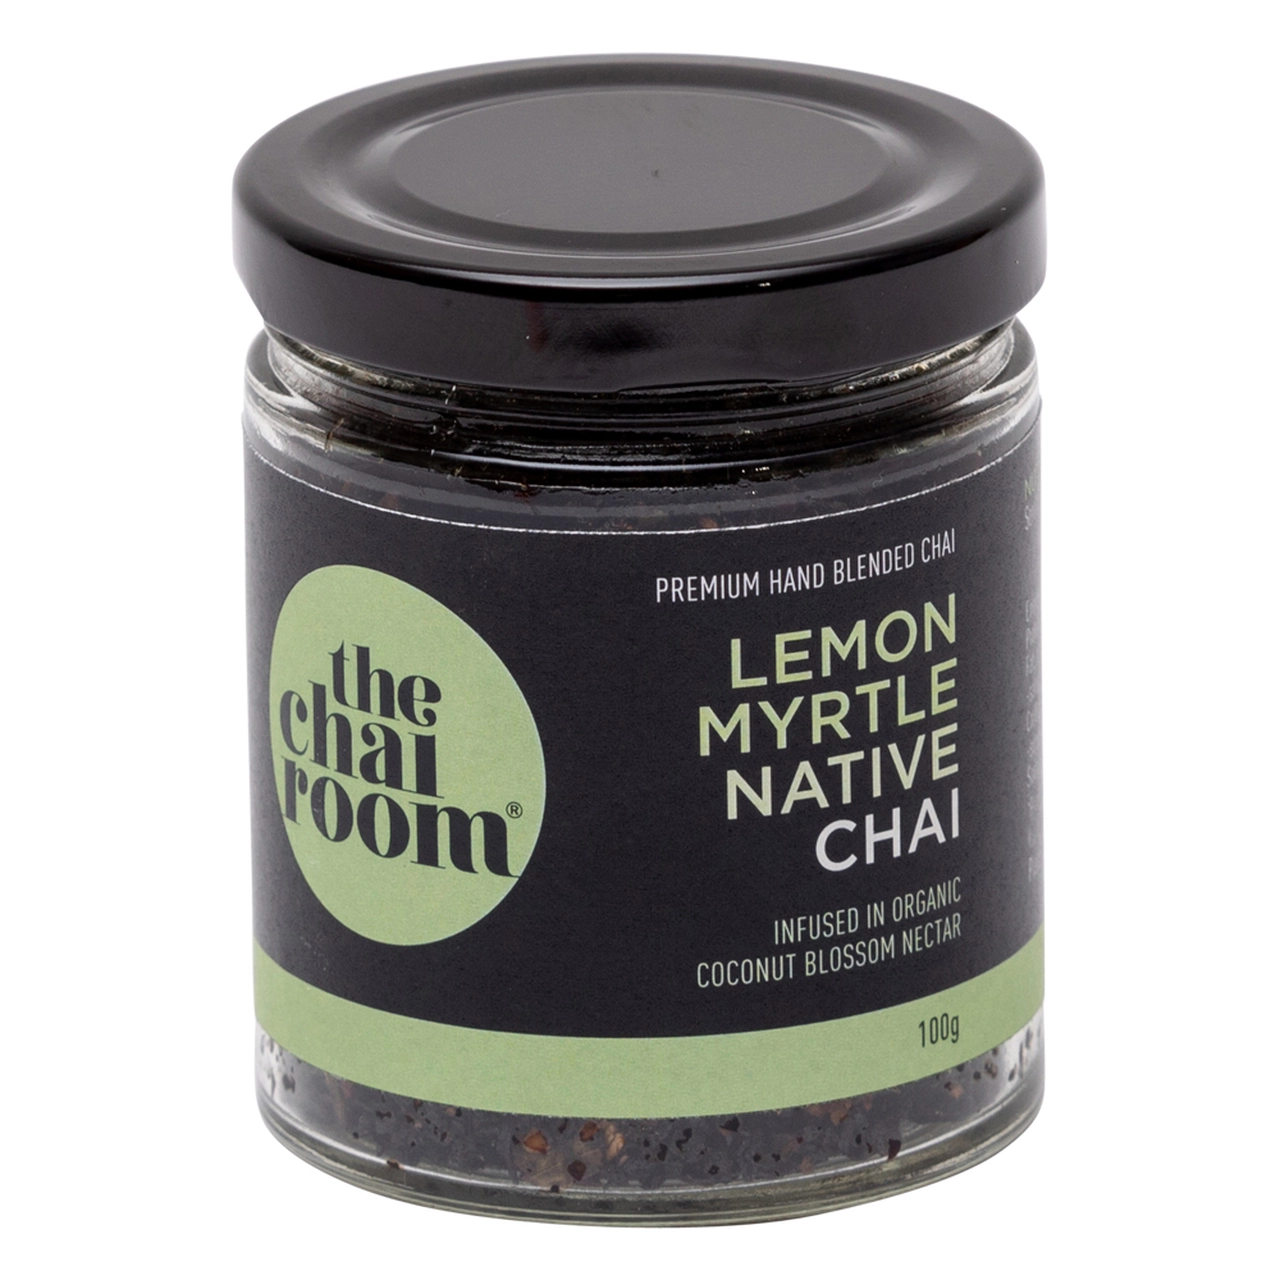 the
chai
room®
PREMIUM HAND BLENDED CHAI
LEMON
MYRTLE
NATIVE
CHAI
INFUSED IN ORGANIC
COCONUT BLOSSOM NECTAR
100g